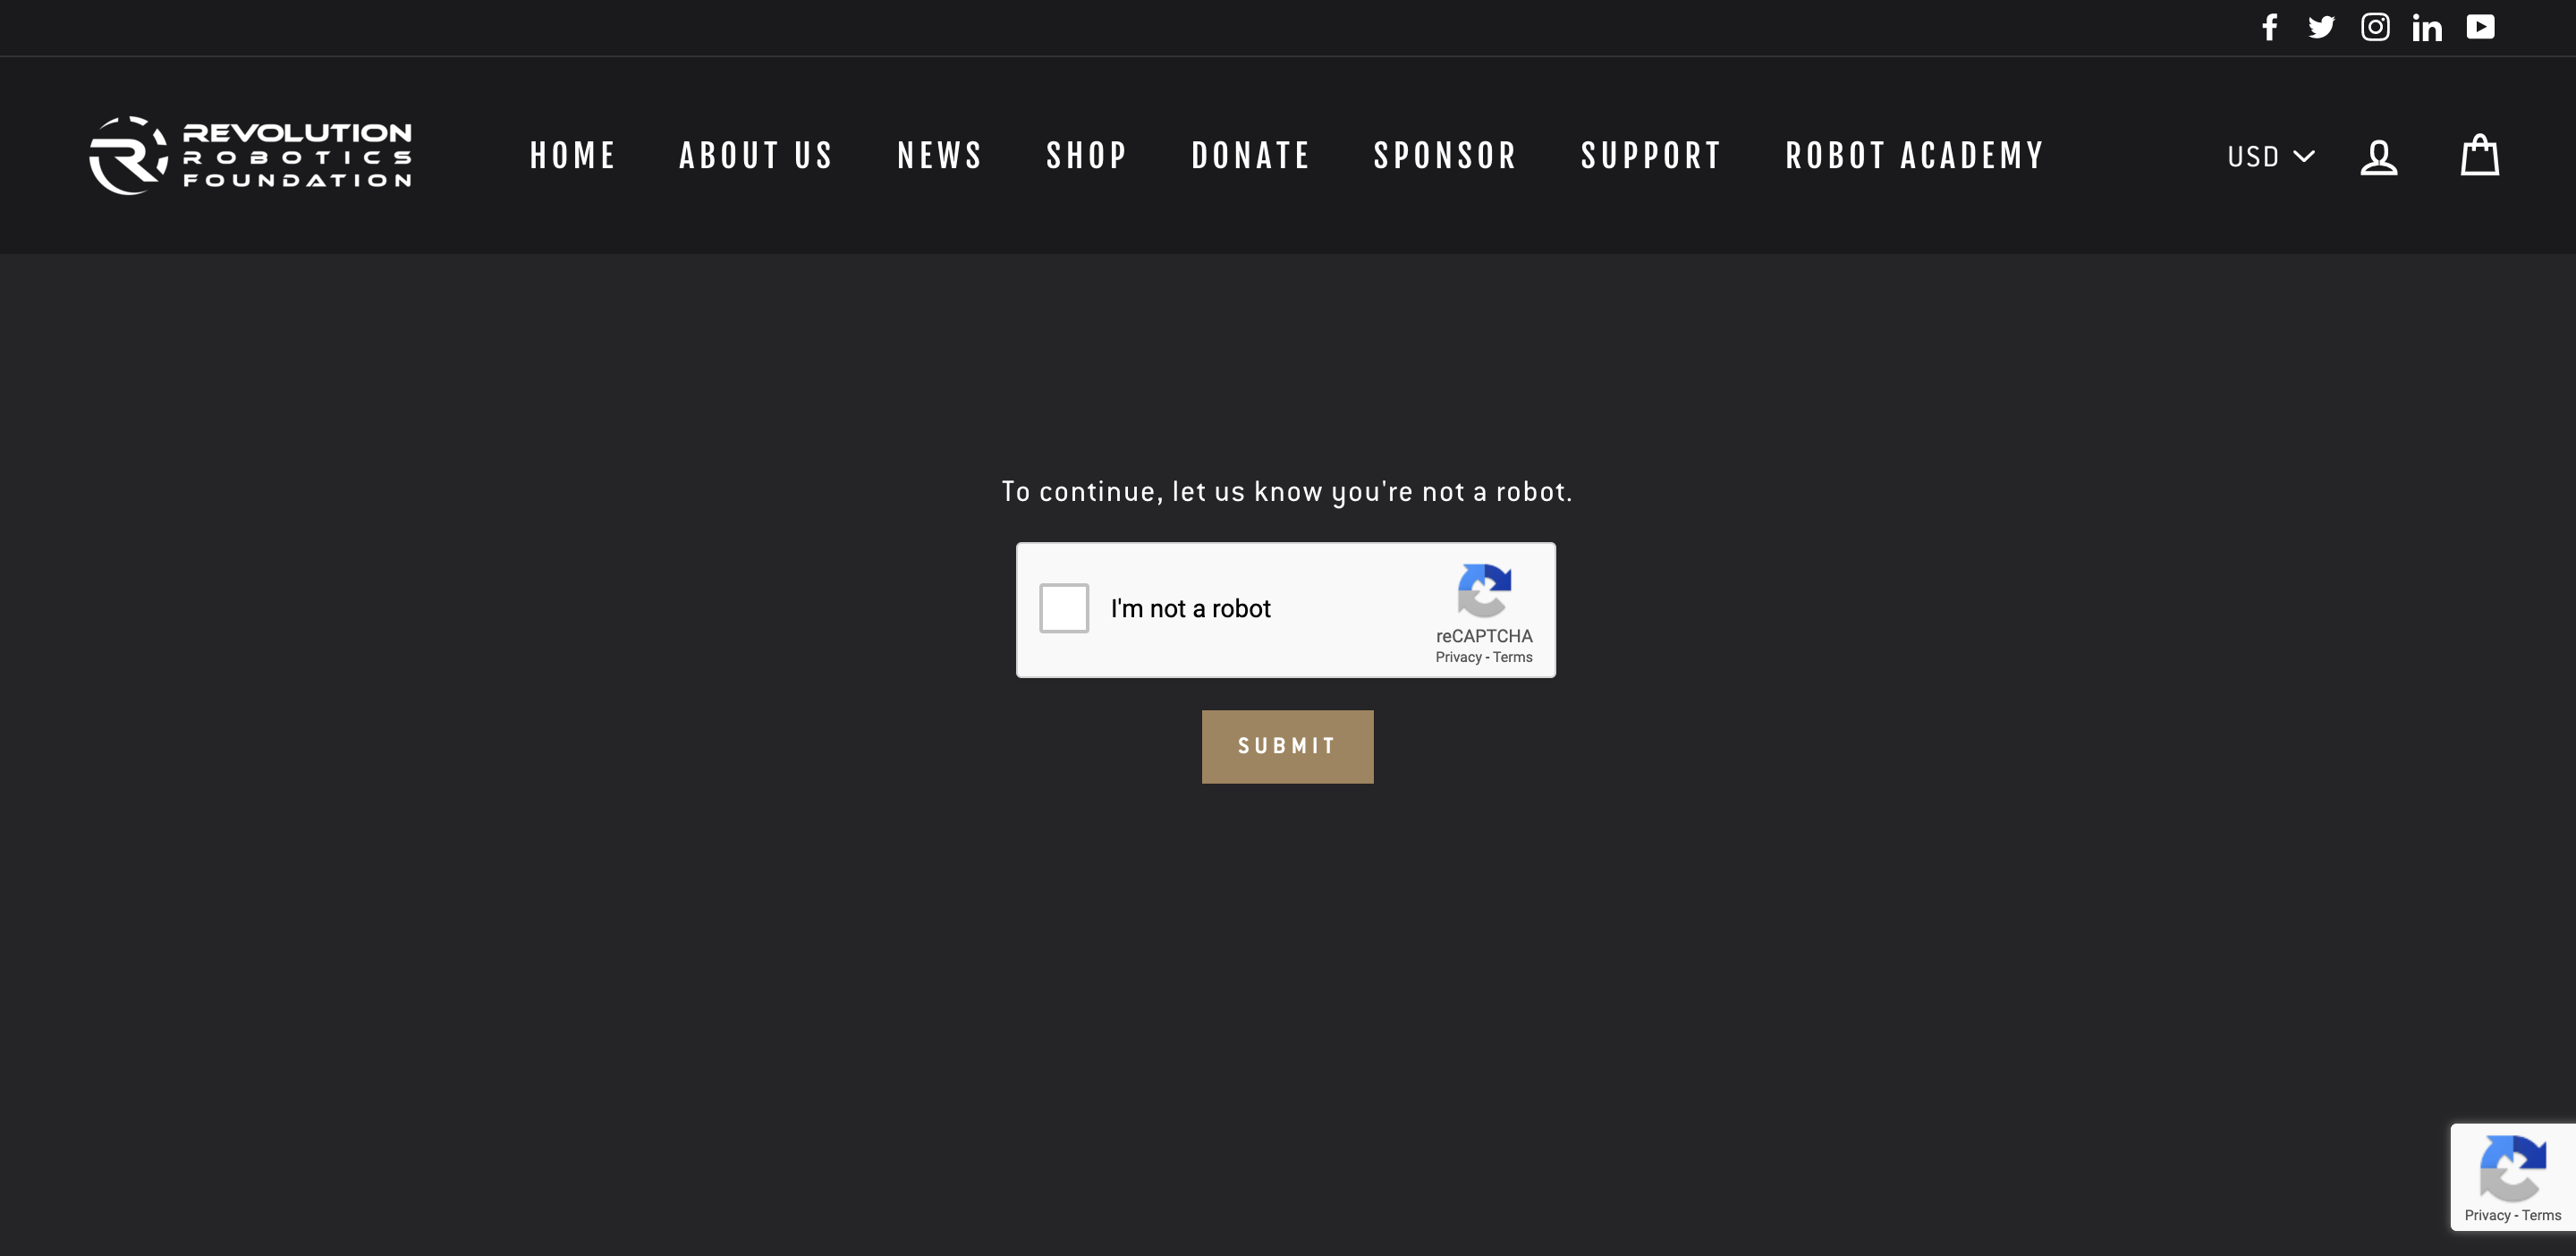 REVOLUTION
ROBOTICS
FOUNDATION
HOME ABOUT US NEWS SHOP DONATE SPONSOR SUPPORT ROBOT ACADEMY USD
To continue, let us know you're not a robot.
I'm not a robot
reCAPTCHA
Privacy - Terms
SUBMIT
Privacy - Terms